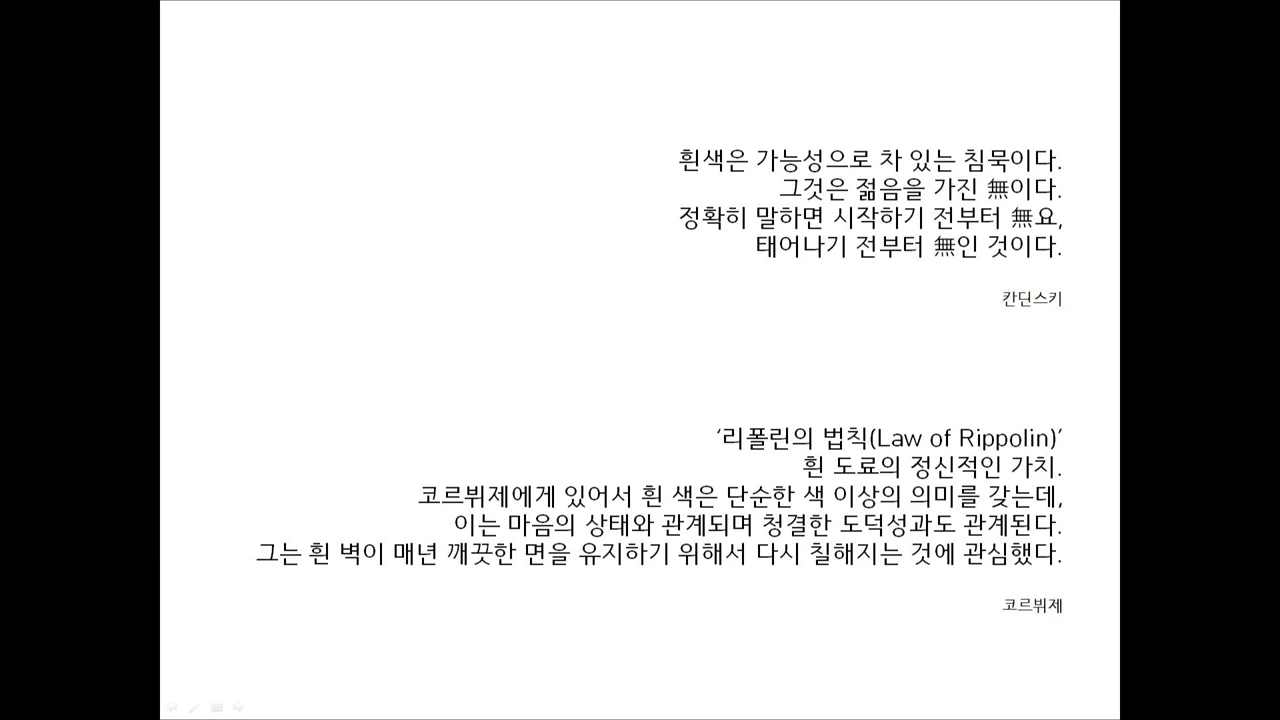 흰색은 가능성으로 차 있는 침묵이다.
그것은 젊음을 가진 無이다.
정확히 말하면 시작하기 전부터 無요,
태어나기 전부터 無인 것이다.
칸딘스키
‘리폴린의 법칙(Law of Rippolin)’
흰 도료의 정신적인 가치.
코르뷔제에게 있어서 흰 색은 단순한 색 이상의 의미를 갖는데,
이는 마음의 상태와 관계되며 청결한 도덕성과도 관계된다.
그는 흰 벽이 매년 깨끗한 면을 유지하기 위해서 다시 칠해지는 것에 관심했다.
코르뷔제